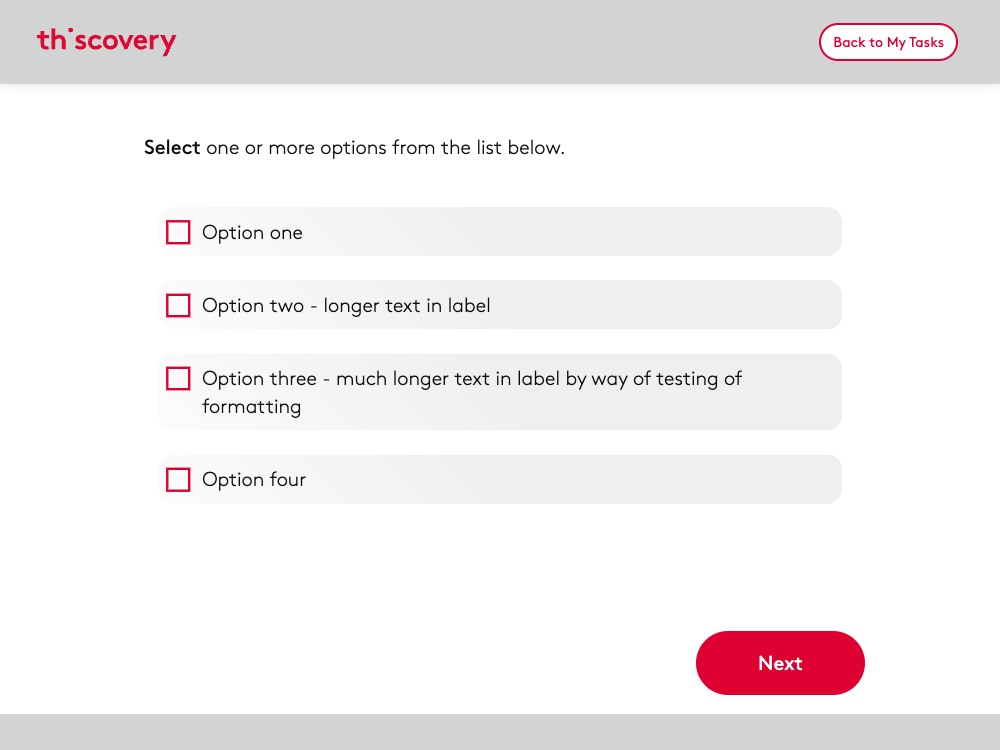 thiscovery
Back to My Tasks
Select one or more options from the list below.
Option one
Option two - longer text in label
Option three - much longer text in label by way of testing of
formatting
Option four
Next